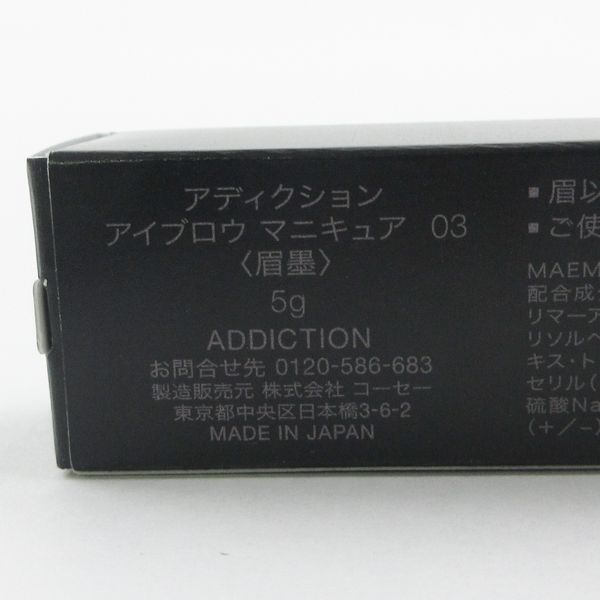 アディクション
アイブロウ マニキュア 03
〈眉墨〉
5g
ADDICTION
お問合せ先 0120-586-683
製造販売元 株式会社 コーセー
東京都中央区日本橋3-6-2
MADE IN JAPAN
▪ 眉以
▪ ご使
MAEM
配合成
リマーア
リソルベ
キス・ト
セリル(
硫酸Na
(+/−)